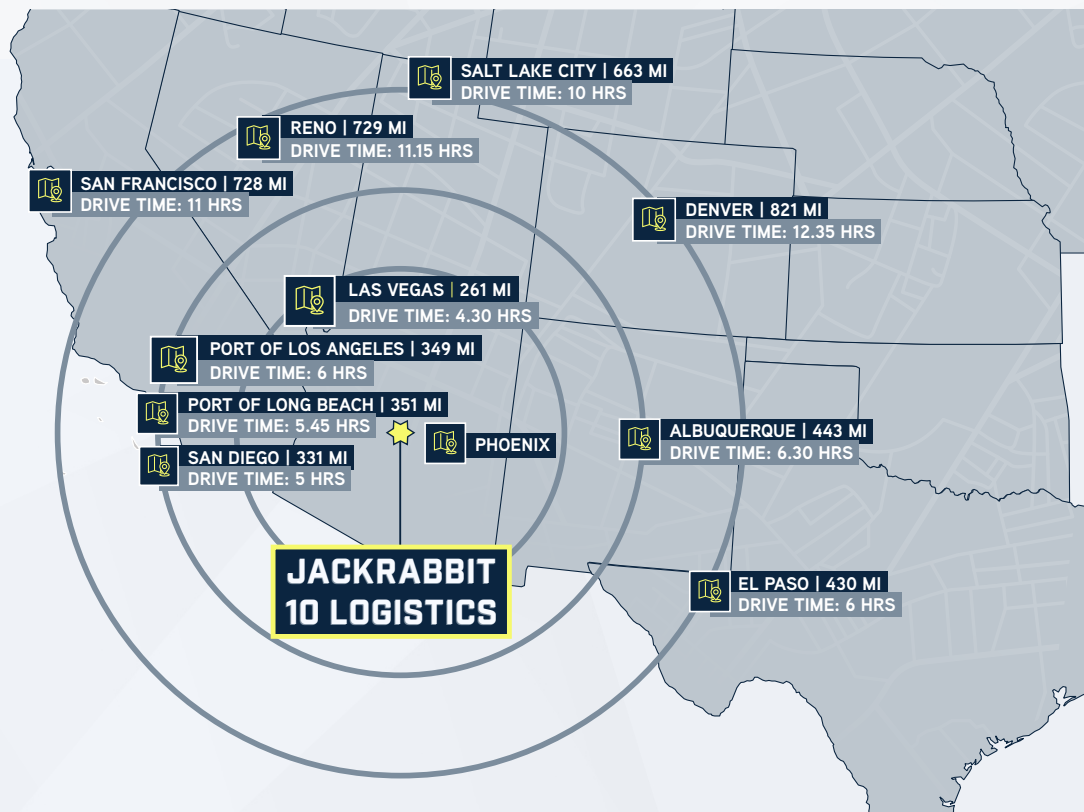 SALT LAKE CITY | 663 MI
DRIVE TIME: 10 HRS
RENO | 729 MI
DRIVE TIME: 11.15 HRS
SAN FRANCISCO | 728 MI
DRIVE TIME: 11 HRS
DENVER | 821 MI
DRIVE TIME: 12.35 HRS
LAS VEGAS | 261 MI
DRIVE TIME: 4.30 HRS
PORT OF LOS ANGELES | 349 MI
DRIVE TIME: 6 HRS
PORT OF LONG BEACH | 351 MI
DRIVE TIME: 5.45 HRS
SAN DIEGO | 331 MI
DRIVE TIME: 5 HRS
PHOENIX
ALBUQUERQUE | 443 MI
DRIVE TIME: 6.30 HRS
EL PASO | 430 MI
DRIVE TIME: 6 HRS
JACKRABBIT
10 LOGISTICS